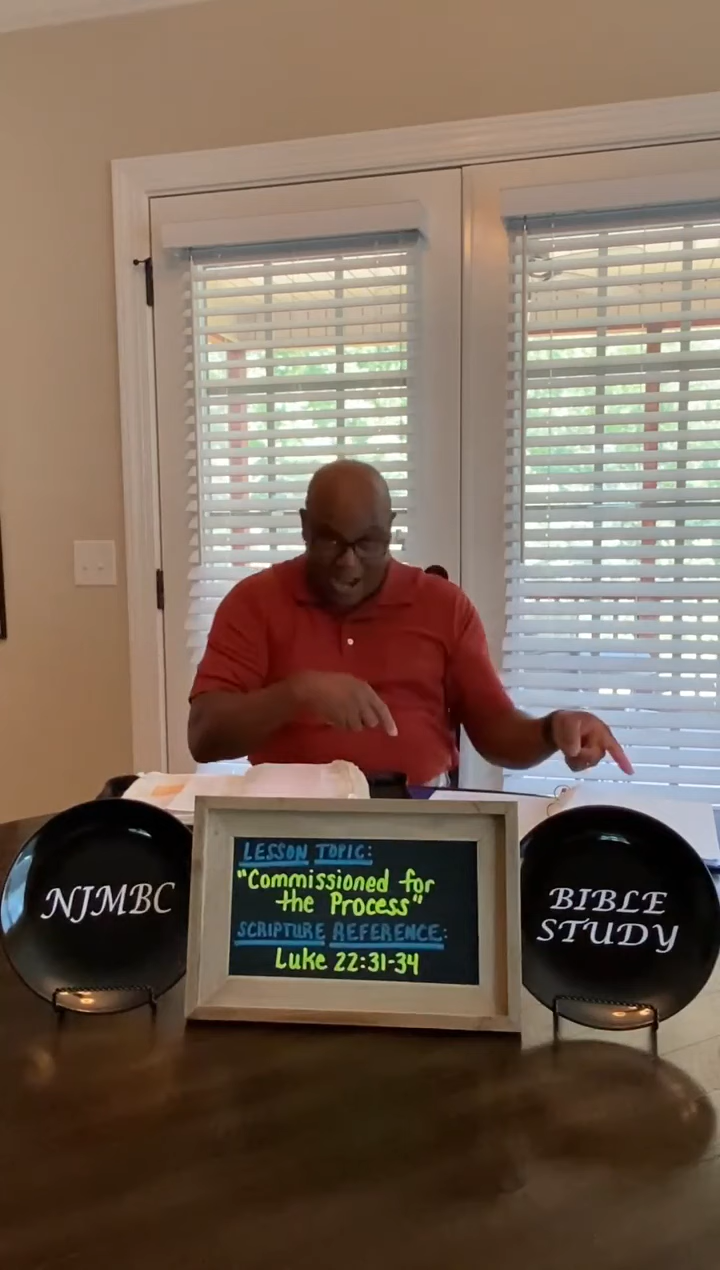 NJMBC
LESSON TOPIC:
"Commissioned for
the Process"
SCRIPTURE REFERENCE:
Luke 22:31-34
BIBLE
STUDY